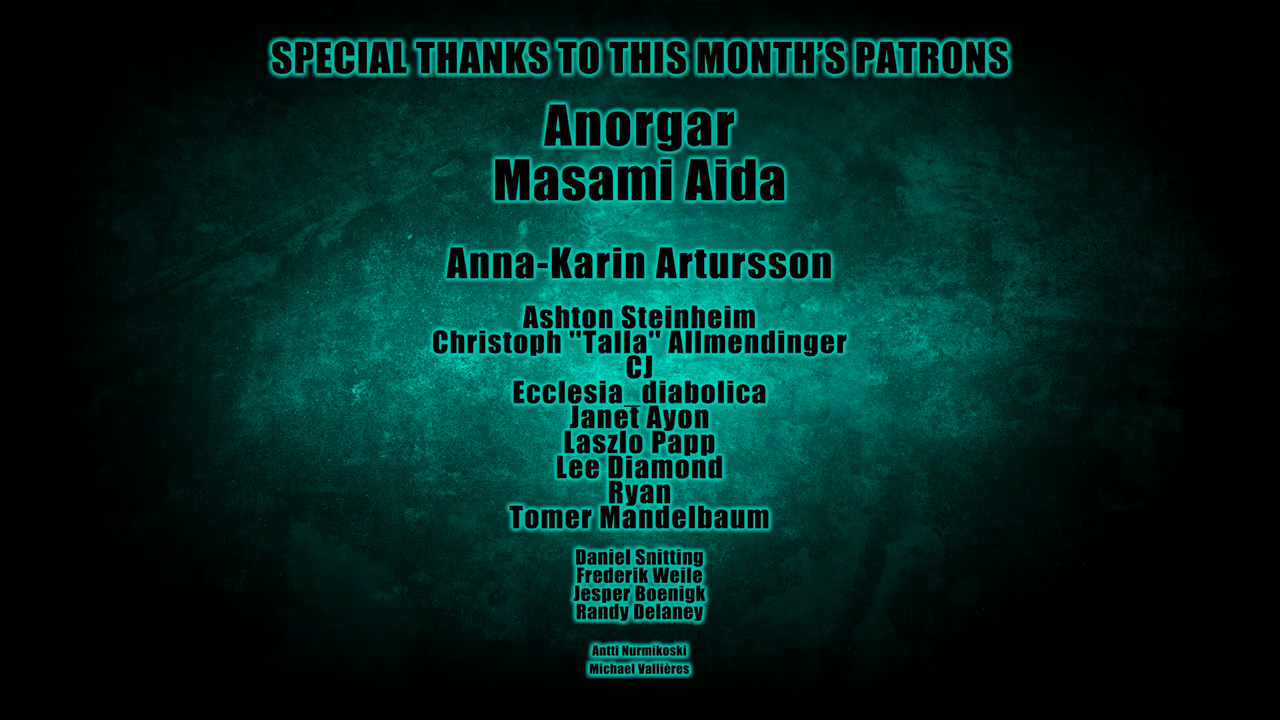 SPECIAL THANKS TO THIS MONTH'S PATRONS
Anorgar
Masami Aida
Anna-Karin Artursson
Ashton Steinheim
Christoph "Talla" Allmendinger
CJ
Ecclesia_diabolica
Janet Ayon
Laszlo Papp
Lee Diamond
Ryan
Tomer Mandelbaum
Daniel Snitting
Frederik Weile
Jesper Boenigk
Randy Delaney
Antti Nurmikoski
Michael Vallières